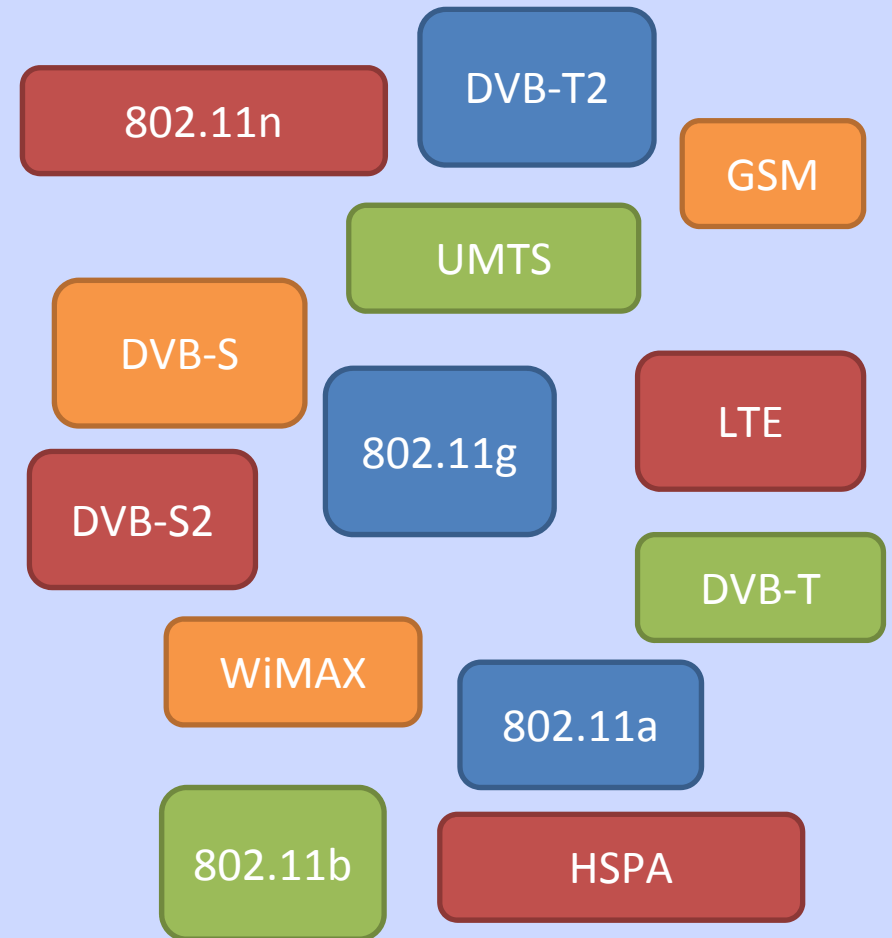 DVB-T2
802.11n
GSM
UMTS
DVB-S
LTE
802.11g
DVB-S2
DVB-T
WiMAX
802.11a
802.11b
HSPA